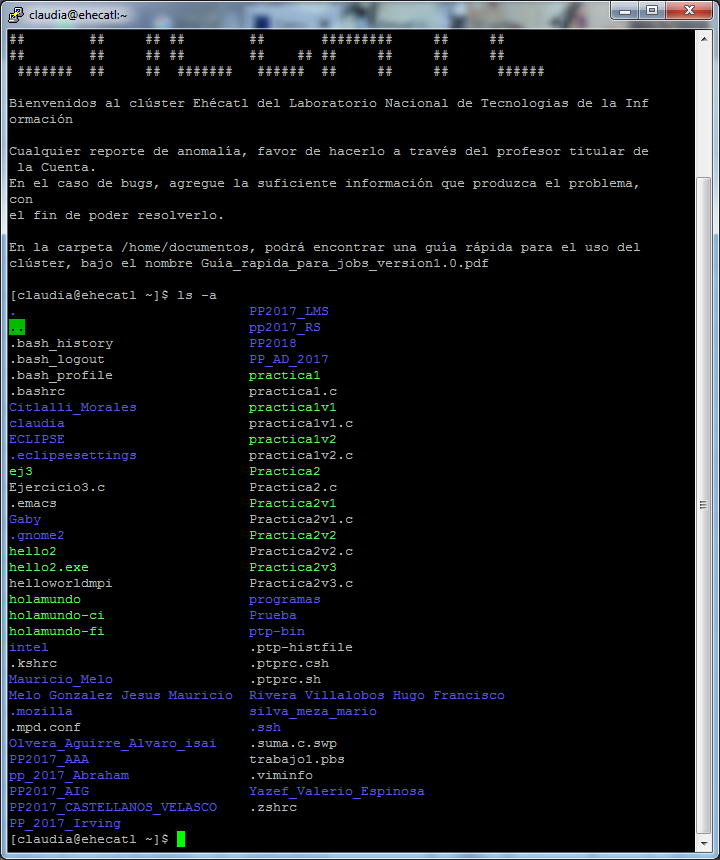 claudia@ehecatl:~
##        ##     ## ##        ##       #########     ##     ##
##        ##     ## ##        ##    ## ##     ##     ##     ##
 #######  ##     ##  #######   ######  ##     ##     ##      ######
Bienvenidos al clúster Ehécatl del Laboratorio Nacional de Tecnologias de la Inf
ormación
Cualquier reporte de anomalía, favor de hacerlo a través del profesor titular de
 la Cuenta.
En el caso de bugs, agregue la suficiente información que produzca el problema,
con
el fin de poder resolverlo.
En la carpeta /home/documentos, podrá encontrar una guía rápida para el uso del
clúster, bajo el nombre Guía_rapida_para_jobs_version1.0.pdf
[claudia@ehecatl ~]$ ls -a
.                             PP2017_LMS
..                            pp2017_RS
.bash_history                 PP2018
.bash_logout                  PP_AD_2017
.bash_profile                 practica1
.bashrc                       practica1.c
Citlalli_Morales              practica1v1
claudia                       practica1v1.c
ECLIPSE                       practica1v2
.eclipsesettings              practica1v2.c
ej3                           Practica2
Ejercicio3.c                  Practica2.c
.emacs                        Practica2v1
Gaby                          Practica2v1.c
.gnome2                       Practica2v2
hello2                        Practica2v2.c
hello2.exe                    Practica2v3
helloworldmpi                 Practica2v3.c
holamundo                     programas
holamundo-ci                  Prueba
holamundo-fi                  ptp-bin
intel                         .ptp-histfile
.kshrc                        .ptprc.csh
Mauricio_Melo                 .ptprc.sh
Melo Gonzalez Jesus Mauricio  Rivera Villalobos Hugo Francisco
.mozilla                      silva_meza_mario
.mpd.conf                     .ssh
Olvera_Aguirre_Alvaro_isai    .suma.c.swp
PP2017_AAA                    trabajo1.pbs
pp_2017_Abraham               .viminfo
PP2017_AIG                    Yazef_Valerio_Espinosa
PP2017_CASTELLANOS_VELASCO    .zshrc
PP_2017_Irving
[claudia@ehecatl ~]$